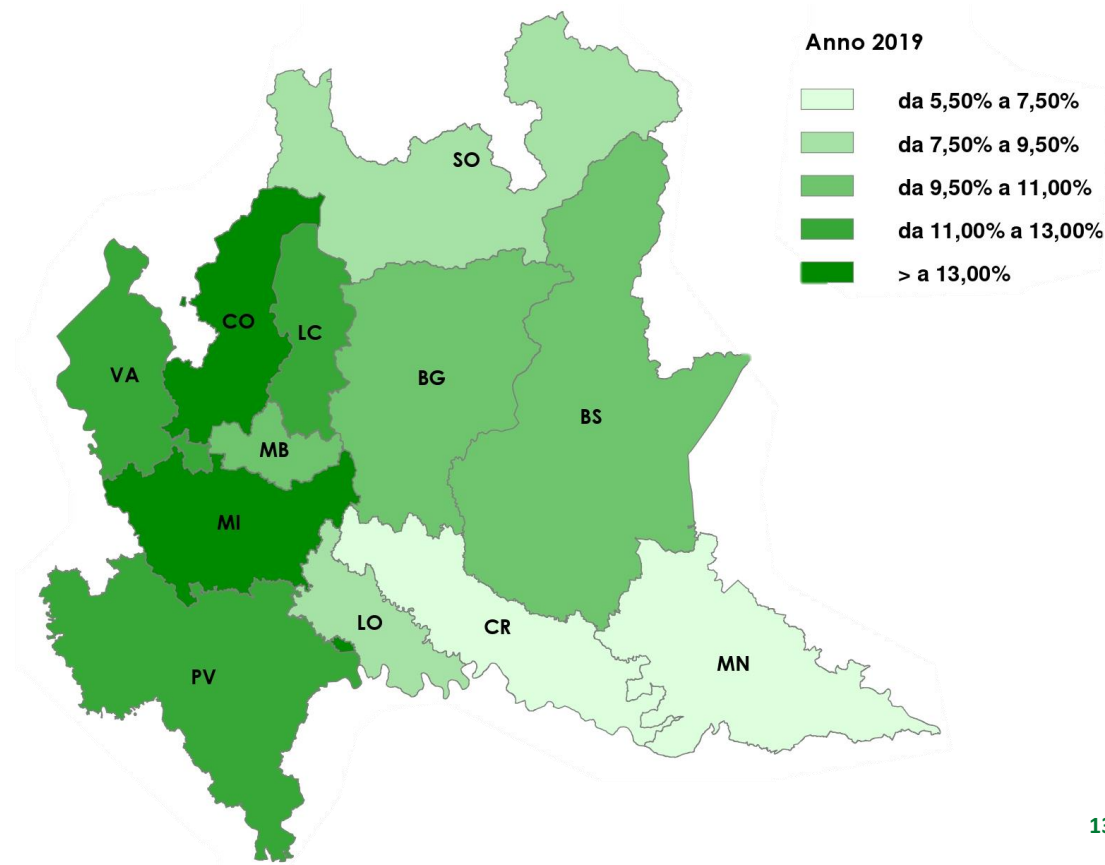 Anno 2019
da 5,50% a 7,50%
da 7,50% a 9,50%
da 9,50% a 11,00%
da 11,00% a 13,00%
> a 13,00%
SO
CO
LC
VA
BG
BS
MB
MI
LO
CR
MN
PV
13